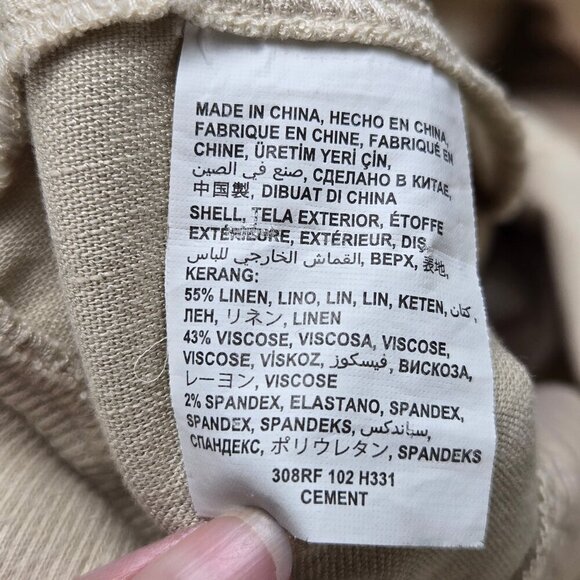 MADE IN CHINA, HECHO EN CHINA,
FABRIQUE EN CHINE, FABRIQUÉ EN
CHINE, ÜRETİM YERİ ÇİN,
صنع في الصين, СДЕЛАНО В КИТАЕ,
中国製, DIBUAT DI CHINA
SHELL, TELA EXTERIOR, ÉTOFFE
EXTÉRIEURE, EXTÉRIEUR, DIŞ,
القماش الخارجي للباس, ВЕРХ, 表地,
KERANG:
55% LINEN, LINO, LIN, LIN, KETEN, كتان,
ЛЕН, リネン, LINEN
43% VISCOSE, VISCOSA, VISCOSE,
VISCOSE, VİSKOZ, فيسكوز, ВИСКОЗА,
レーヨン, VISCOSE
2% SPANDEX, ELASTANO, SPANDEX,
SPANDEX, SPANDEKS, سباندكس,
СПАНДЕКС, ポリウレタン, SPANDEKS
308RF 102 H331
CEMENT